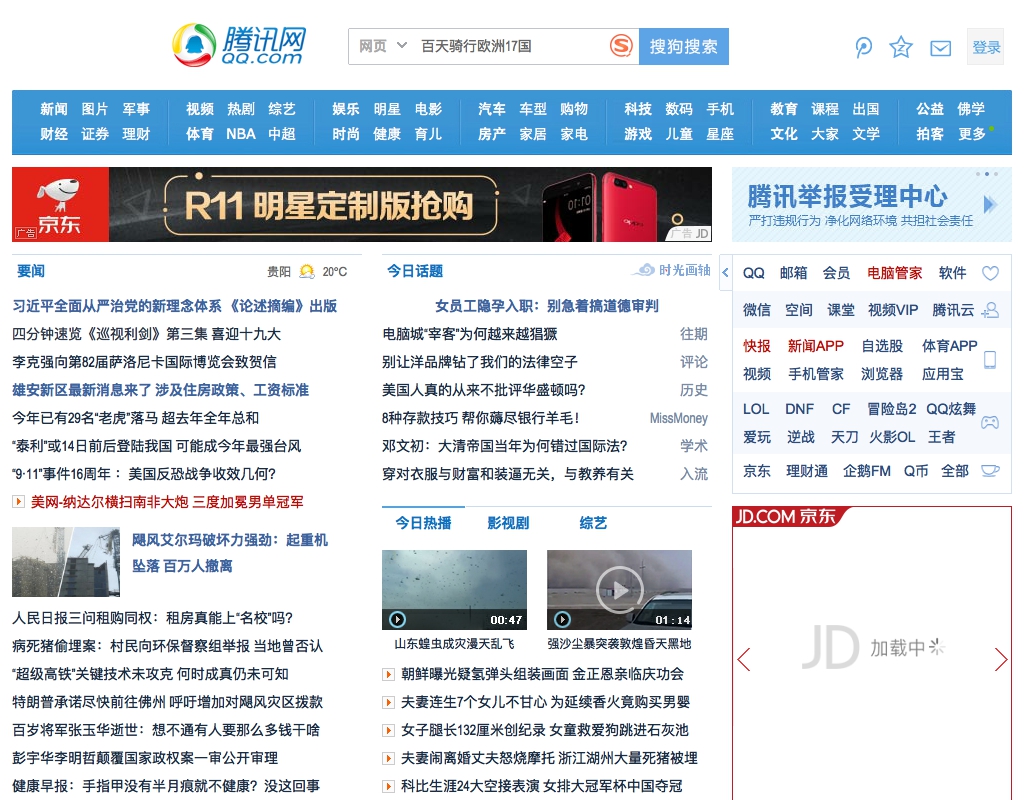 腾讯网
QQ.com
网页 百天骑行欧洲17国 搜狗搜索
登录
新闻 图片 军事 视频 热剧 综艺 娱乐 明星 电影 汽车 车型 购物 科技 数码 手机 教育 课程 出国 公益 佛学
财经 证券 理财 体育 NBA 中超 时尚 健康 育儿 房产 家居 家电 游戏 儿童 星座 文化 大家 文学 拍客 更多
京东
广告
R11 明星定制版抢购
01:10
oppo
广告 JD
腾讯举报受理中心
严打违规行为 净化网络环境 共担社会责任
要闻 贵阳 20°C
习近平全面从严治党的新理念体系 《论述摘编》出版
四分钟速览《巡视利剑》第三集 喜迎十九大
李克强向第82届萨洛尼卡国际博览会致贺信
雄安新区最新消息来了 涉及住房政策、工资标准
今年已有29名“老虎”落马 超去年全年总和
“泰利”或14日前后登陆我国 可能成今年最强台风
“9·11”事件16周年 ：美国反恐战争收效几何?
美网-纳达尔横扫南非大炮 三度加冕男单冠军
飓风艾尔玛破坏力强劲：起重机
坠落 百万人撤离
人民日报三问租购同权：租房真能上“名校”吗?
病死猪偷埋案：村民向环保督察组举报 当地曾否认
“超级高铁”关键技术未攻克 何时成真仍未可知
特朗普承诺尽快前往佛州 呼吁增加对飓风灾区拨款
百岁将军张玉华逝世：想不通有人要那么多钱干啥
彭宇华李明哲颠覆国家政权案一审公开审理
健康早报：手指甲没有半月痕就不健康？没这回事
今日话题 时光画轴
女员工隐孕入职：别急着搞道德审判
电脑城“宰客”为何越来越猖獗 往期
别让洋品牌钻了我们的法律空子 评论
美国人真的从来不批评华盛顿吗? 历史
8种存款技巧 帮你薅尽银行羊毛！ MissMoney
邓文初：大清帝国当年为何错过国际法? 学术
穿对衣服与财富和装逼无关，与教养有关 入流
今日热播 影视剧 综艺
00:47 01:14
山东蝗虫成灾漫天乱飞 强沙尘暴突袭敦煌昏天黑地
朝鲜曝光疑氢弹头组装画面 金正恩亲临庆功会
夫妻连生7个女儿不甘心 为延续香火竟购买男婴
女子腿长132厘米创纪录 女童救爱狗跳进石灰池
夫妻闹离婚丈夫怒烧摩托 浙江湖州大量死猪被埋
科比生涯24大空接表演 女排大冠军杯中国夺冠
QQ 邮箱 会员 电脑管家 软件
微信 空间 课堂 视频VIP 腾讯云
快报 新闻APP 自选股 体育APP
视频 手机管家 浏览器 应用宝
LOL DNF CF 冒险岛2 QQ炫舞
爱玩 逆战 天刀 火影OL 王者
京东 理财通 企鹅FM Q币 全部
JD.COM 京东
JD 加载中